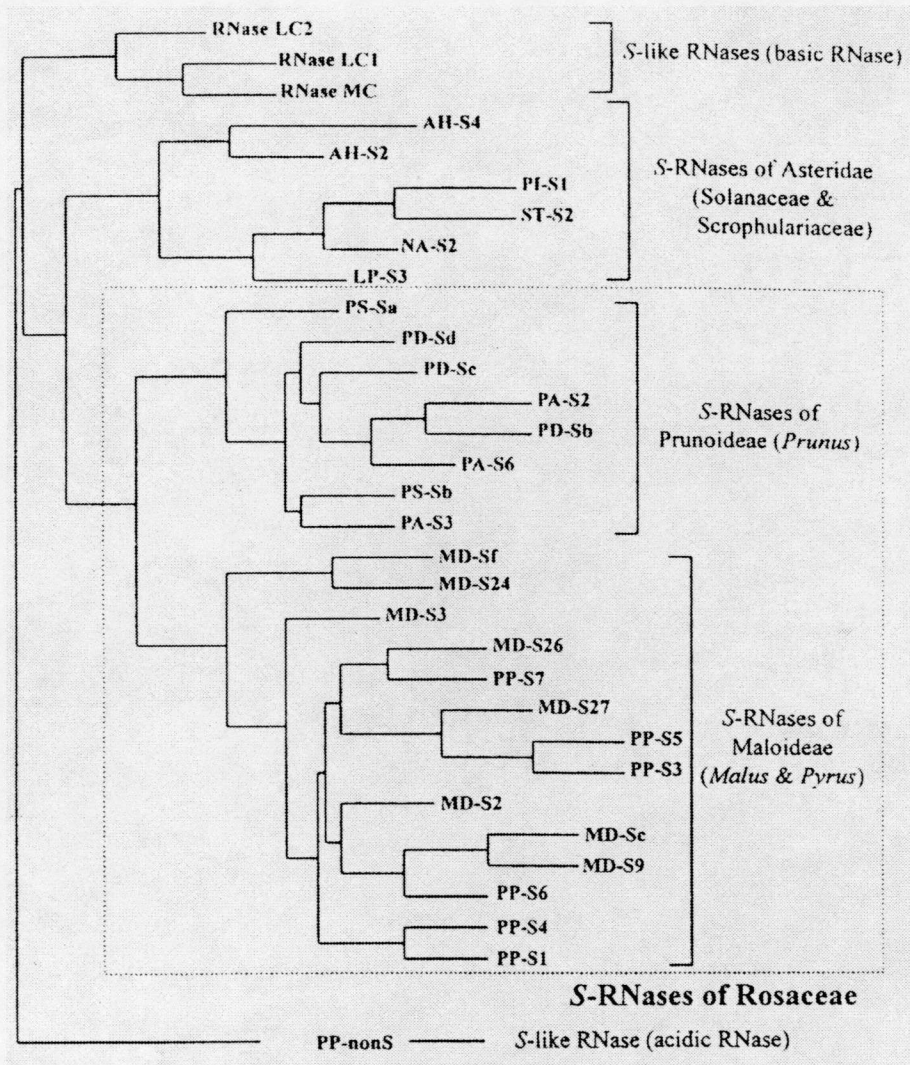 RNase LC2
RNase LC1
RNase MC
S-like RNases (basic RNase)
AH-S4
AH-S2
PI-S1
ST-S2
NA-S2
LP-S3
S-RNases of Asteridae
(Solanaceae &
Scrophulariaceae)
PS-Sa
PD-Sd
PD-Sc
PA-S2
PD-Sb
PA-S6
PS-Sb
PA-S3
S-RNases of
Prunoideae (Prunus)
MD-Sf
MD-S24
MD-S3
MD-S26
PP-S7
MD-S27
PP-S5
PP-S3
MD-S2
MD-Sc
MD-S9
PP-S6
PP-S4
PP-S1
S-RNases of
Maloideae
(Malus & Pyrus)
S-RNases of Rosaceae
PP-nonS
S-like RNase (acidic RNase)